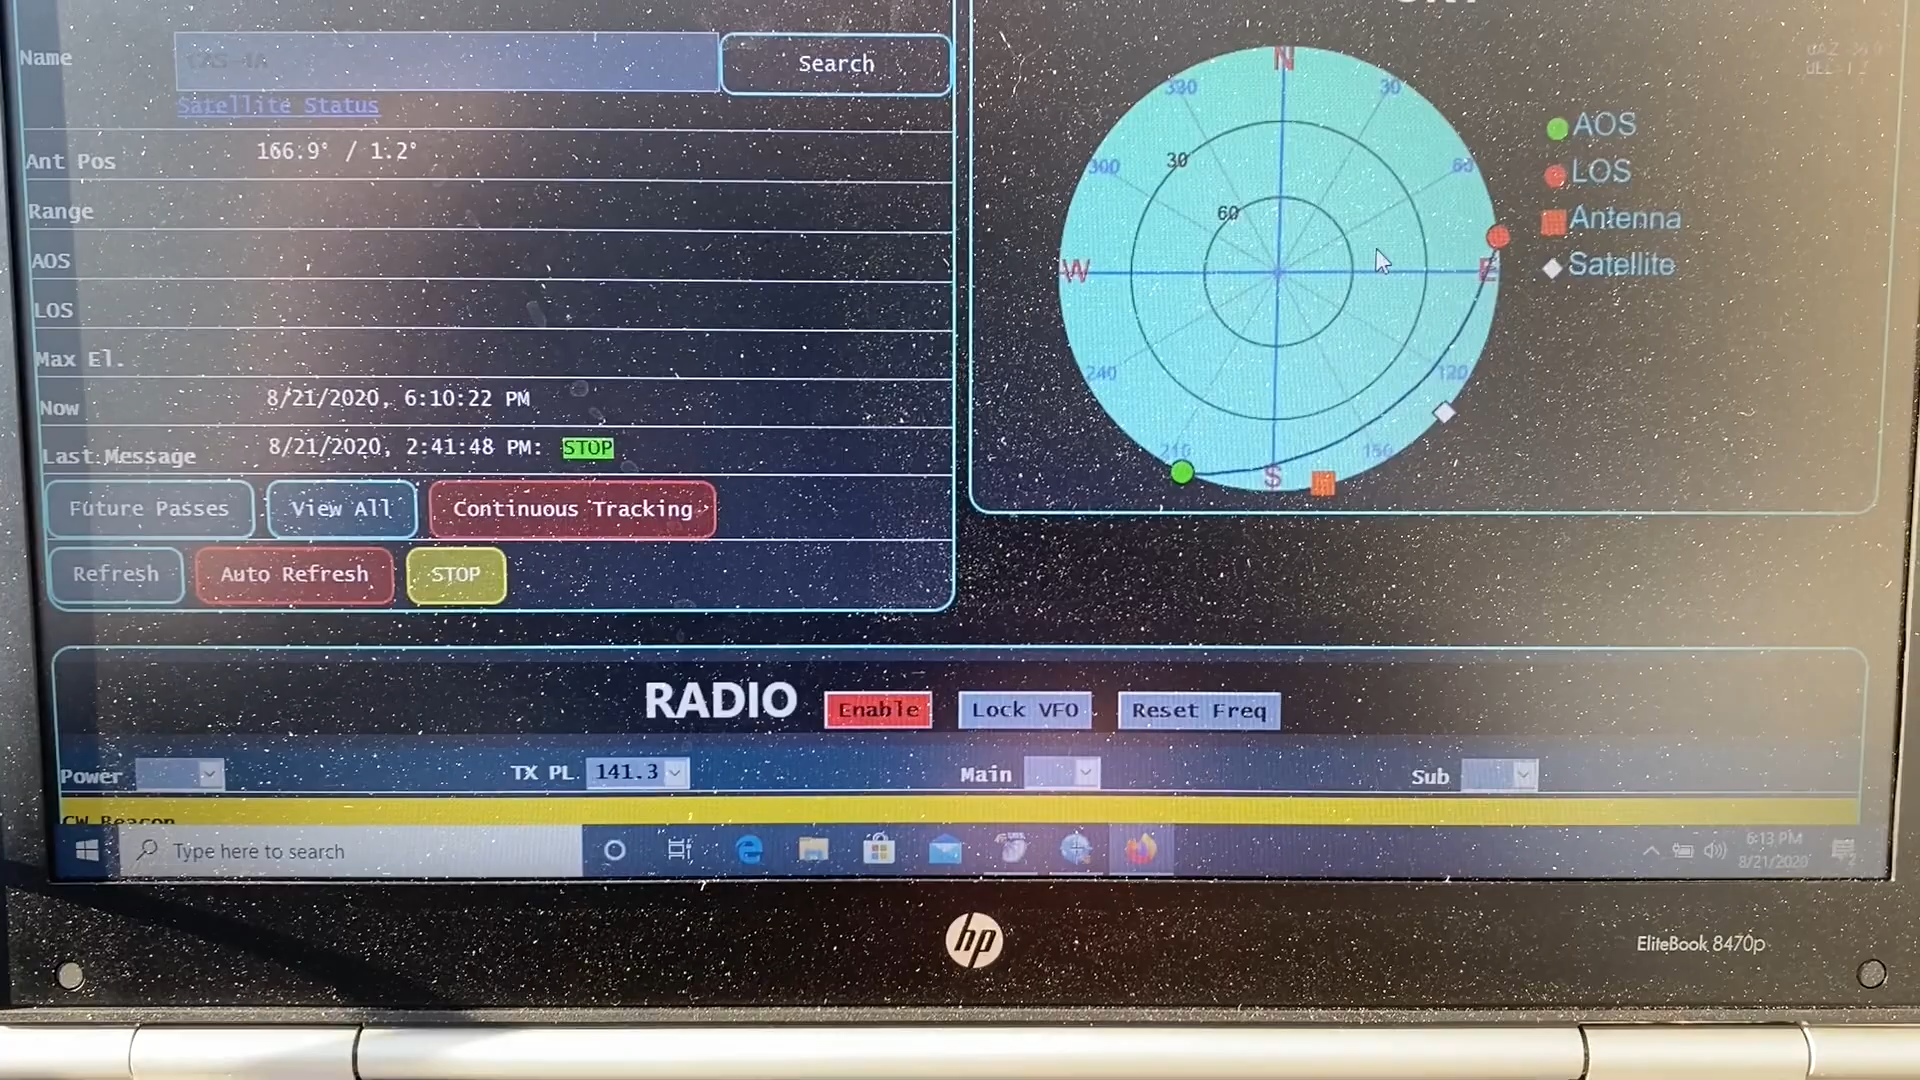 Name CAS-4A Search
Satellite Status
Ant Pos 166.9° / 1.2°
Range
AOS
LOS
Max El.
Now 8/21/2020, 6:10:22 PM
Last Message 8/21/2020, 2:41:48 PM: STOP
Future Passes View All Continuous Tracking
Refresh Auto Refresh STOP
N
330 30
300 30 60
60
W E
240 120
210 S 150
AOS
LOS
Antenna
Satellite
RADIO Enable Lock VFO Reset Freq
Power TX PL 141.3 Main Sub
CW Beacon
Type here to search
6:13 PM
8/21/2020
hp
EliteBook 8470p